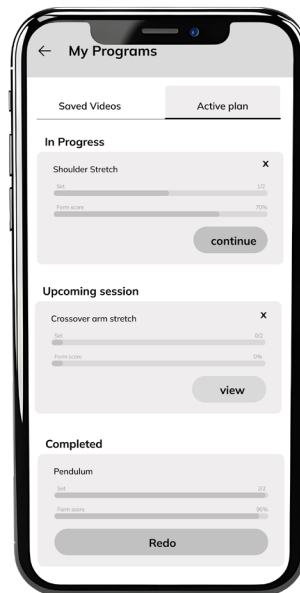 ← My Programs
Saved Videos
Active plan
In Progress
Shoulder Stretch
x
Set
1/2
Form score
70%
continue
Upcoming session
Crossover arm stretch
x
Set
0/2
Form score
0%
view
Completed
Pendulum
Set
2/2
Form score
96%
Redo